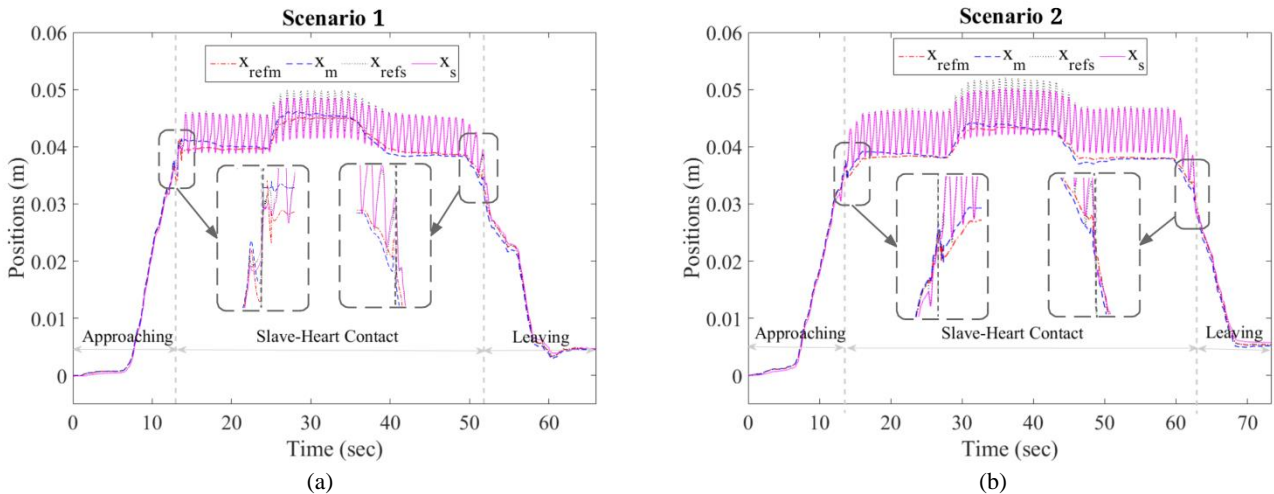 Scenario 1
0.06
0.05
0.04
0.03
0.02
0.01
0
Positions (m)
x_refm x_m x_refs x_s
Approaching Slave-Heart Contact Leaving
0 10 20 30 40 50 60
Time (sec)
(a)
Scenario 2
0.06
0.05
0.04
0.03
0.02
0.01
0
Positions (m)
x_refm x_m x_refs x_s
Approaching Slave-Heart Contact Leaving
0 10 20 30 40 50 60 70
Time (sec)
(b)